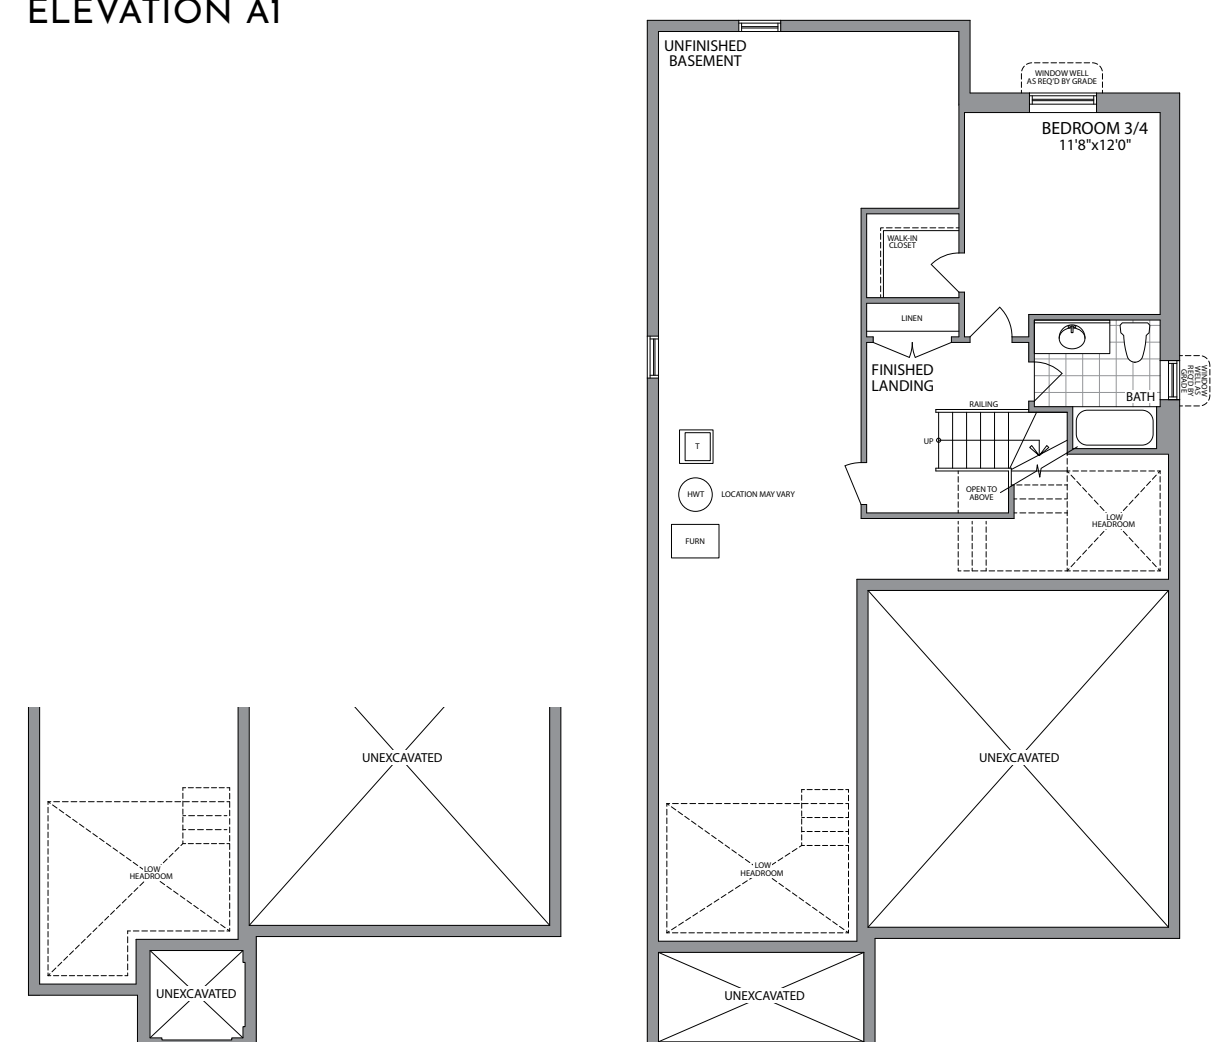 ELEVATION A1
UNFINISHED
BASEMENT
WINDOW WELL
AS REQ'D BY GRADE
BEDROOM 3/4
11'8"x12'0"
WALK-IN
CLOSET
LINEN
FINISHED
LANDING
WINDOW
WELL AS
REQ'D BY
GRADE
BATH
RAILING
UP
T
HWT
LOCATION MAY VARY
OPEN TO
ABOVE
LOW
HEADROOM
FURN
UNEXCAVATED
UNEXCAVATED
LOW
HEADROOM
LOW
HEADROOM
UNEXCAVATED
UNEXCAVATED